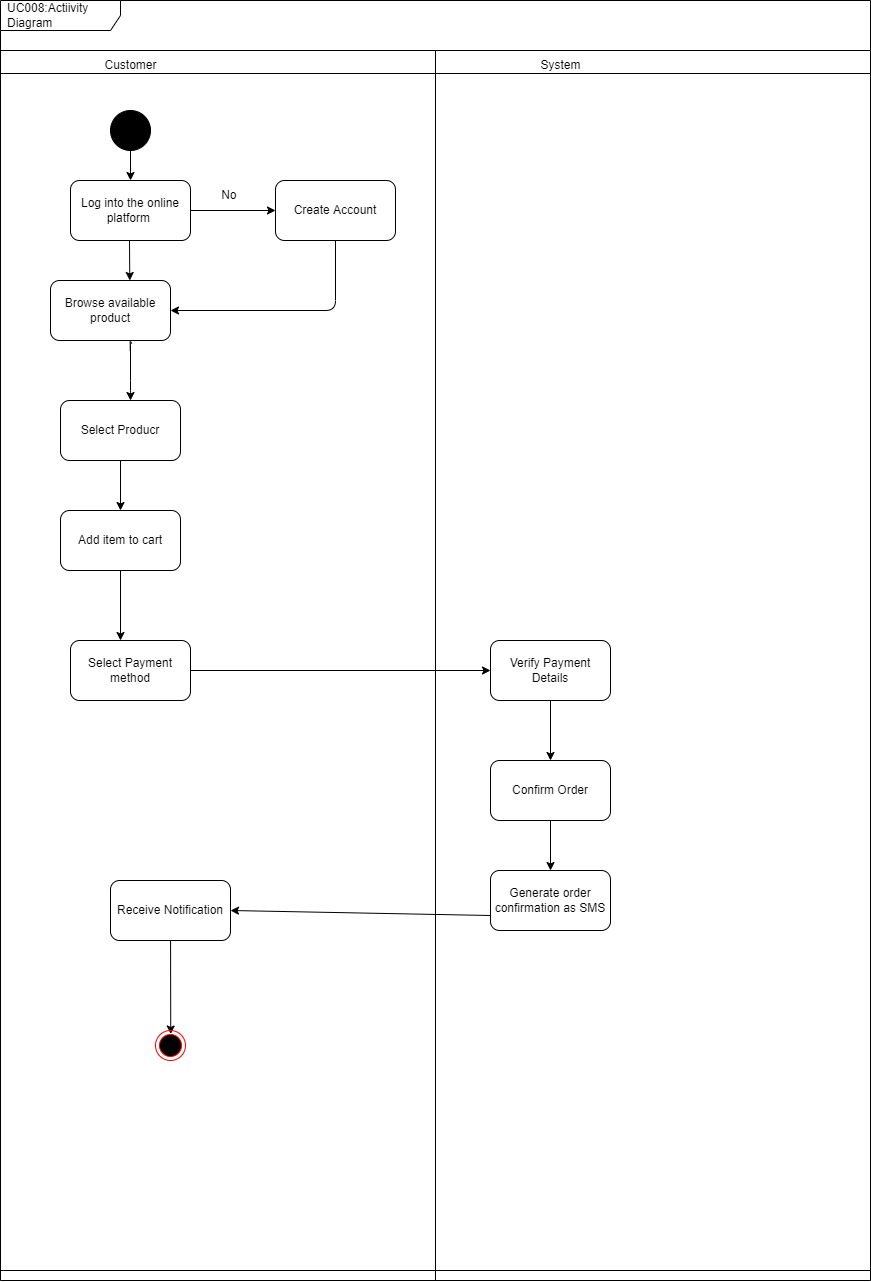 UC008:Actiivity
Diagram
Customer
System
Log into the online
platform
No
Create Account
Browse available
product
Select Producr
Add item to cart
Select Payment
method
Verify Payment
Details
Confirm Order
Generate order
confirmation as SMS
Receive Notification